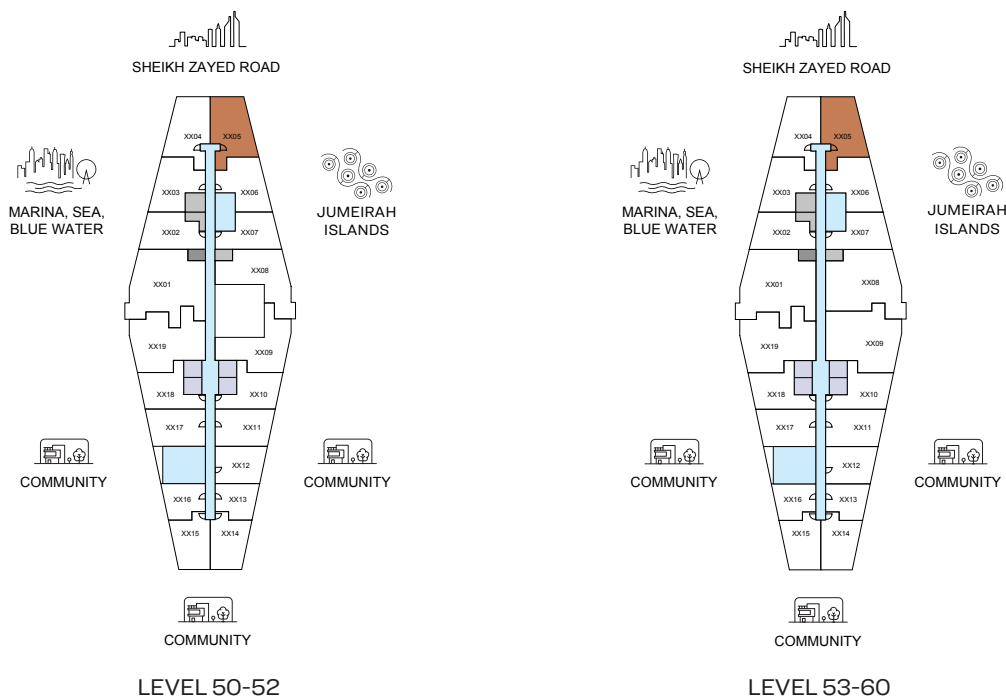 SHEIKH ZAYED ROAD
XX04
XX05
MARINA, SEA,
BLUE WATER
JUMEIRAH
ISLANDS
XX03
XX06
XX02
XX07
XX01
XX08
XX19
XX09
XX18
XX10
XX17
XX11
COMMUNITY
COMMUNITY
XX12
XX16
XX13
XX15
XX14
COMMUNITY
LEVEL 50-52
SHEIKH ZAYED ROAD
XX04
XX05
MARINA, SEA,
BLUE WATER
JUMEIRAH
ISLANDS
XX03
XX06
XX02
XX07
XX01
XX08
XX19
XX09
XX18
XX10
XX17
XX11
COMMUNITY
COMMUNITY
XX12
XX16
XX13
XX15
XX14
COMMUNITY
LEVEL 53-60